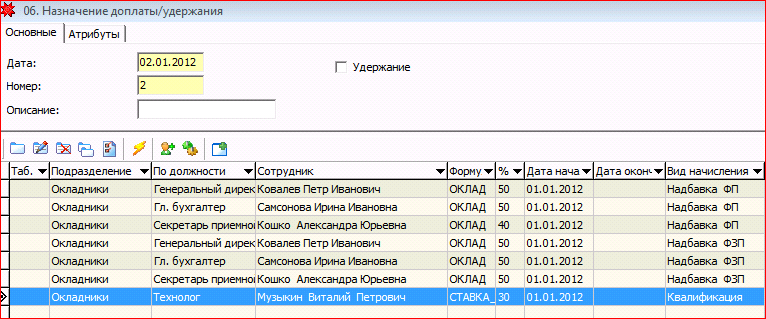 06. Назначение доплаты/удержания
Основные Атрибуты
Дата: 02.01.2012 Удержание
Номер: 2
Описание:
Таб. Подразделение По должности Сотрудник Форму % Дата нача Дата оконч Вид начисления
Окладники Генеральный дирек Ковалев Петр Иванович ОКЛАД 50 01.01.2012 Надбавка ФП
Окладники Гл. бухгалтер Самсонова Ирина Ивановна ОКЛАД 50 01.01.2012 Надбавка ФП
Окладники Секретарь приемно Кошко Александра Юрьевна ОКЛАД 40 01.01.2012 Надбавка ФП
Окладники Генеральный дирек Ковалев Петр Иванович ОКЛАД 50 01.01.2012 Надбавка ФЗП
Окладники Гл. бухгалтер Самсонова Ирина Ивановна ОКЛАД 50 01.01.2012 Надбавка ФЗП
Окладники Секретарь приемно Кошко Александра Юрьевна ОКЛАД 50 01.01.2012 Надбавка ФЗП
Окладники Технолог Музыкин Виталий Петрович СТАВКА_ 30 01.01.2012 Квалификация